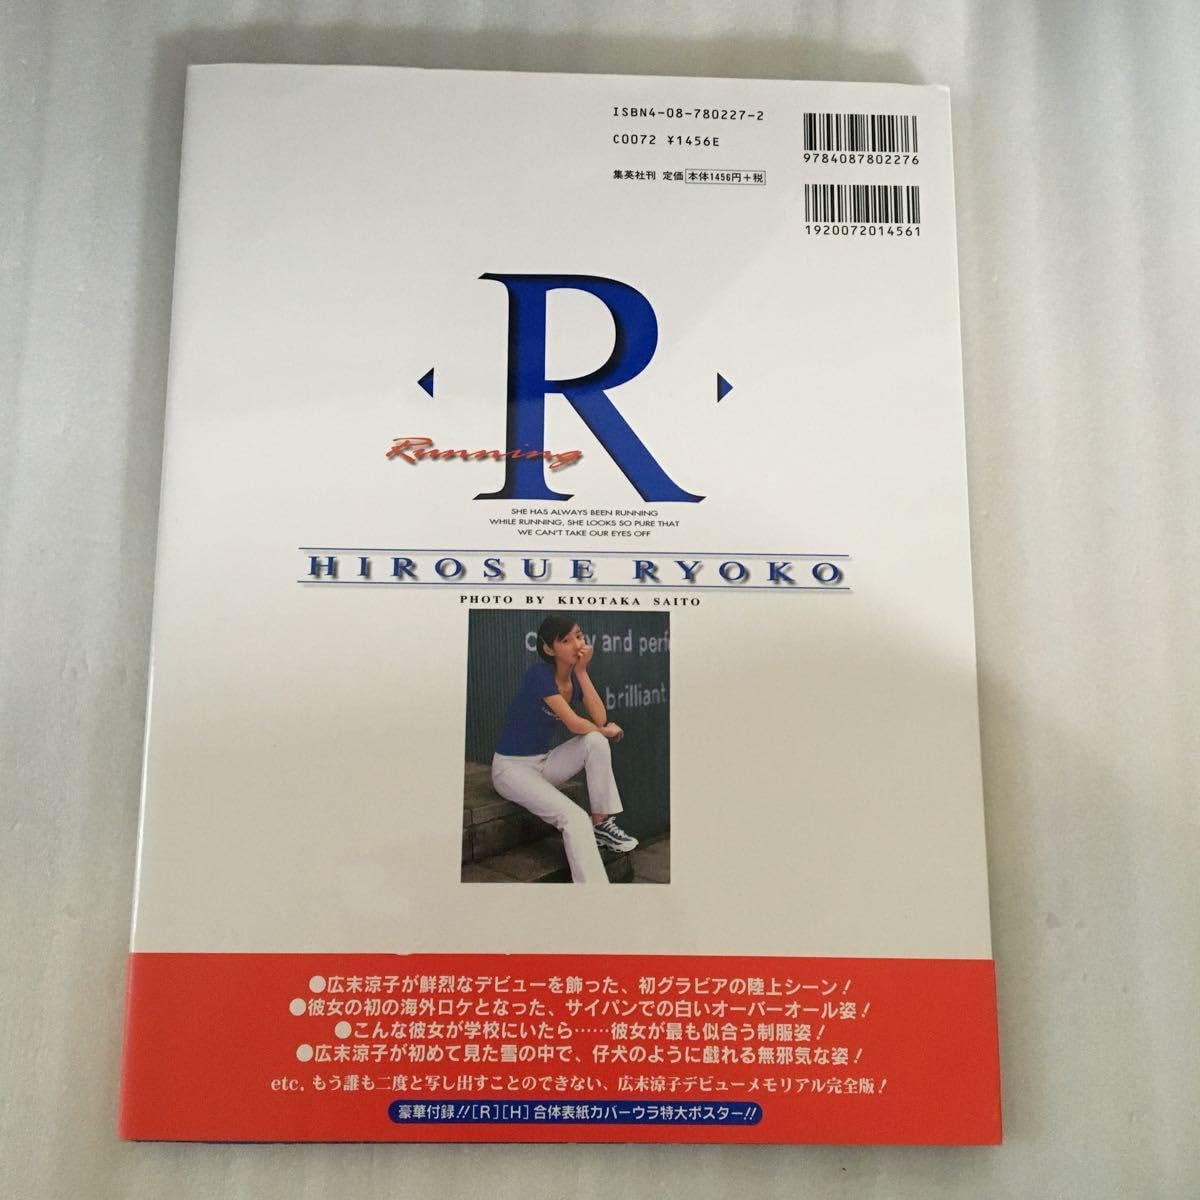 ISBN4-08-780227-2
C0072 ¥1456E
集英社刊 定価 本体1456円+税
9784087802276
1920072014561
R
Running
SHE HAS ALWAYS BEEN RUNNING
WHILE RUNNING, SHE LOOKS SO PURE THAT
WE CAN'T TAKE OUR EYES OFF
HIROSUE RYOKO
PHOTO BY KIYOTAKA SAITO
and perfe
brilliant
●広末涼子が鮮烈なデビューを飾った、初グラビアの陸上シーン!
●彼女の初の海外ロケとなった、サイパンでの白いオーバーオール姿!
●こんな彼女が学校にいたら……彼女が最も似合う制服姿!
●広末涼子が初めて見た雪の中で、仔犬のように戯れる無邪気な姿!
etc. もう誰も二度と写し出すことのできない、広末涼子デビューメモリアル完全版!
豪華付録!![R][H]合体表紙カバーウラ特大ポスター!!